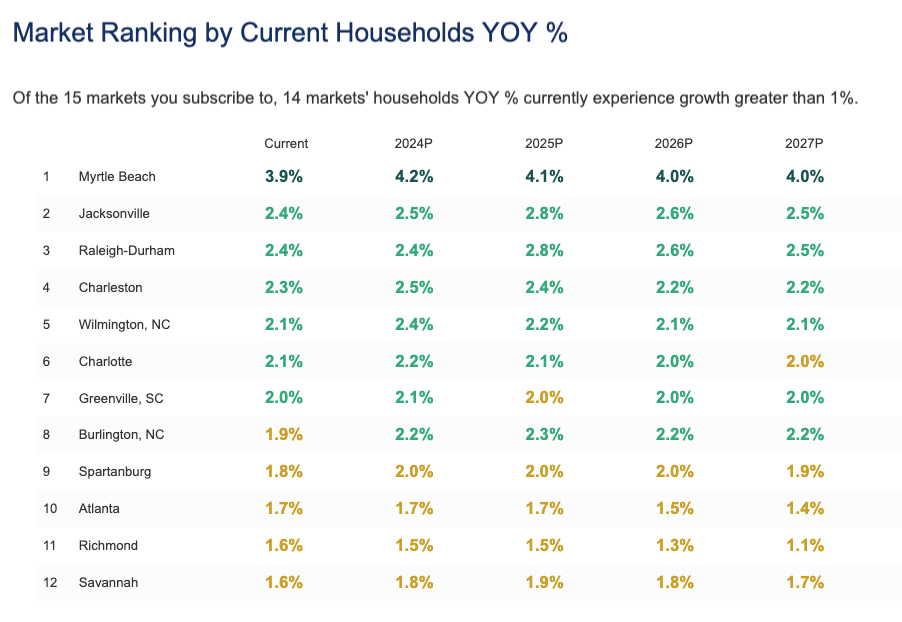 Market Ranking by Current Households YOY %
Of the 15 markets you subscribe to, 14 markets' households YOY % currently experience growth greater than 1%.
Current 2024P 2025P 2026P 2027P
1 Myrtle Beach 3.9% 4.2% 4.1% 4.0% 4.0%
2 Jacksonville 2.4% 2.5% 2.8% 2.6% 2.5%
3 Raleigh-Durham 2.4% 2.4% 2.8% 2.6% 2.5%
4 Charleston 2.3% 2.5% 2.4% 2.2% 2.2%
5 Wilmington, NC 2.1% 2.4% 2.2% 2.1% 2.1%
6 Charlotte 2.1% 2.2% 2.1% 2.0% 2.0%
7 Greenville, SC 2.0% 2.1% 2.0% 2.0% 2.0%
8 Burlington, NC 1.9% 2.2% 2.3% 2.2% 2.2%
9 Spartanburg 1.8% 2.0% 2.0% 2.0% 1.9%
10 Atlanta 1.7% 1.7% 1.7% 1.5% 1.4%
11 Richmond 1.6% 1.5% 1.5% 1.3% 1.1%
12 Savannah 1.6% 1.8% 1.9% 1.8% 1.7%